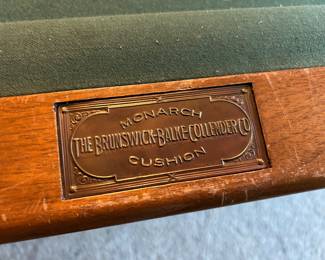 MONARCH
THE BRUNSWICK-BALKE-COLLENDER CO
CUSHION